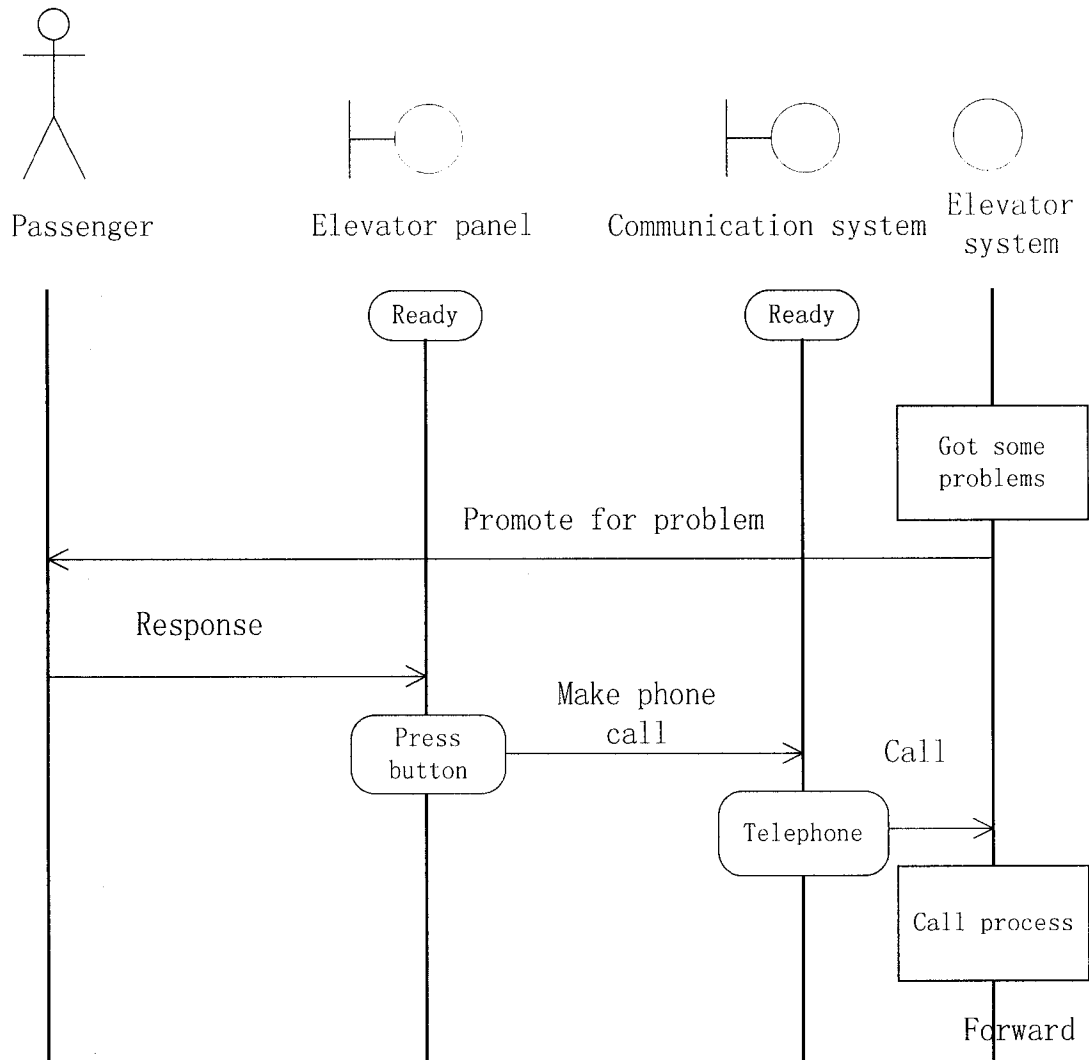 Passenger
Elevator panel
Communication system
Elevator
system
Ready
Ready
Got some
problems
Promote for problem
Response
Make phone
call
Press
button
Call
Telephone
Call process
Forward